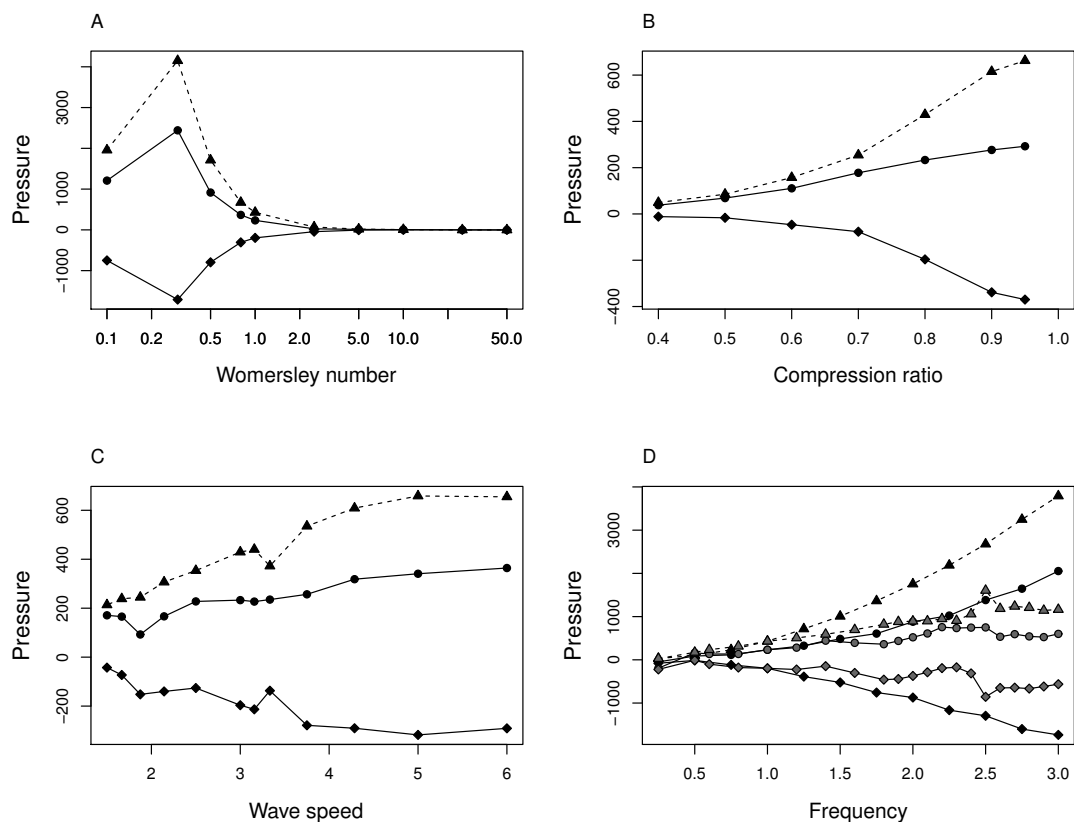 A
Pressure
3000
1000
0
−1000
0.1 0.2 0.5 1.0 2.0 5.0 10.0 50.0
Womersley number
B
Pressure
600
400
200
0
−400
0.4 0.5 0.6 0.7 0.8 0.9 1.0
Compression ratio
C
Pressure
600
400
200
0
−200
2 3 4 5 6
Wave speed
D
Pressure
3000
1000
0
−1000
0.5 1.0 1.5 2.0 2.5 3.0
Frequency